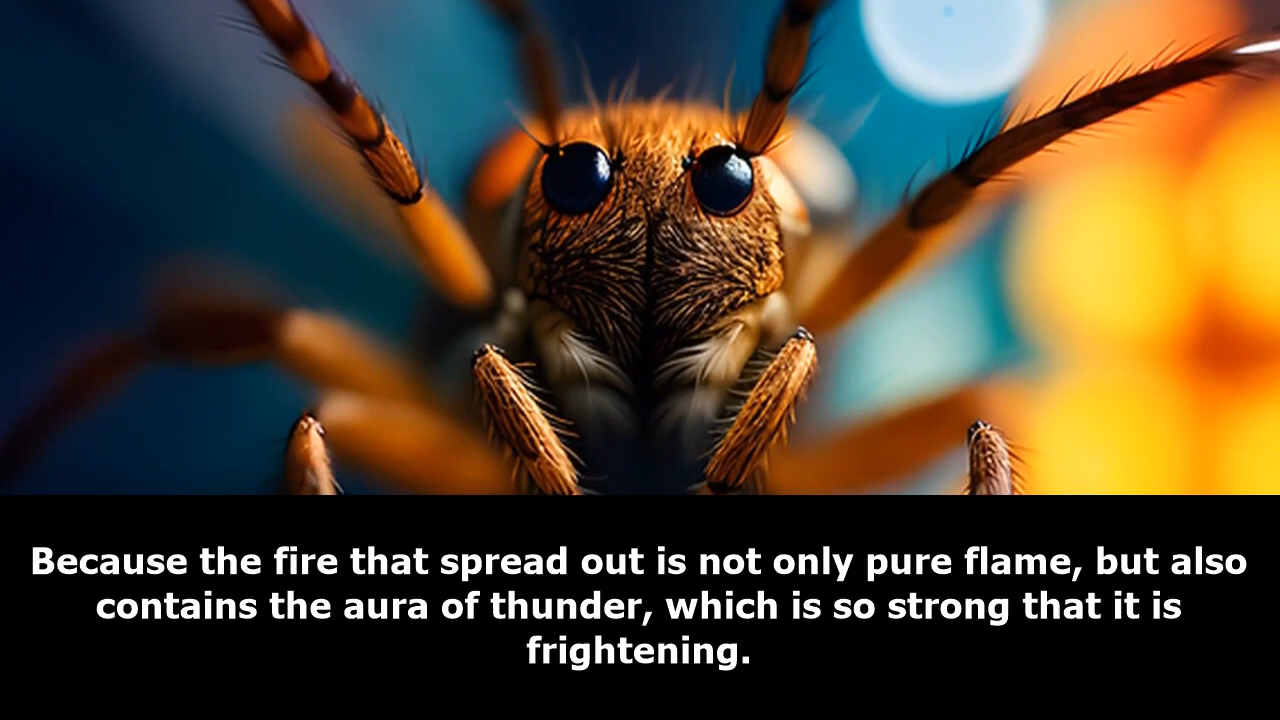 Because the fire that spread out is not only pure flame, but also
contains the aura of thunder, which is so strong that it is
frightening.